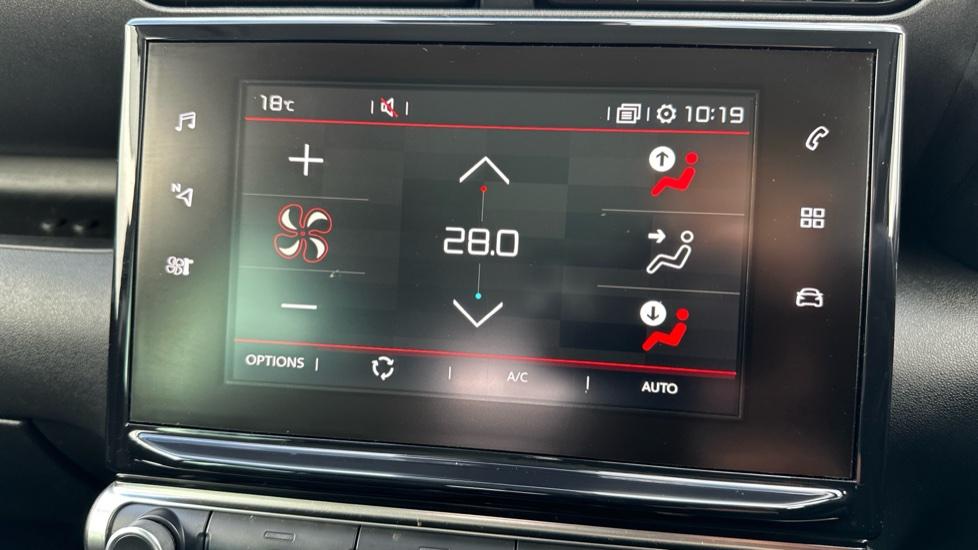 18°C 10:19
N
28.0
OPTIONS A/C AUTO